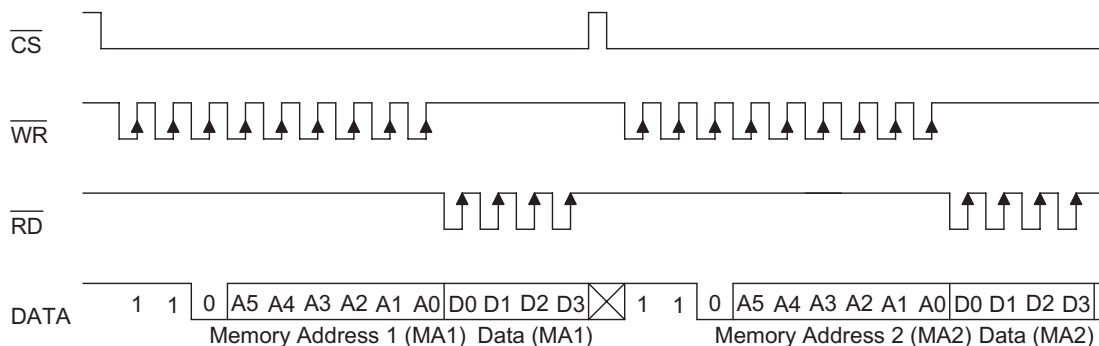 CS
WR
RD
DATA 1 1 0 A5 A4 A3 A2 A1 A0 D0 D1 D2 D3 1 1 0 A5 A4 A3 A2 A1 A0 D0 D1 D2 D3
Memory Address 1 (MA1) Data (MA1) Memory Address 2 (MA2) Data (MA2)